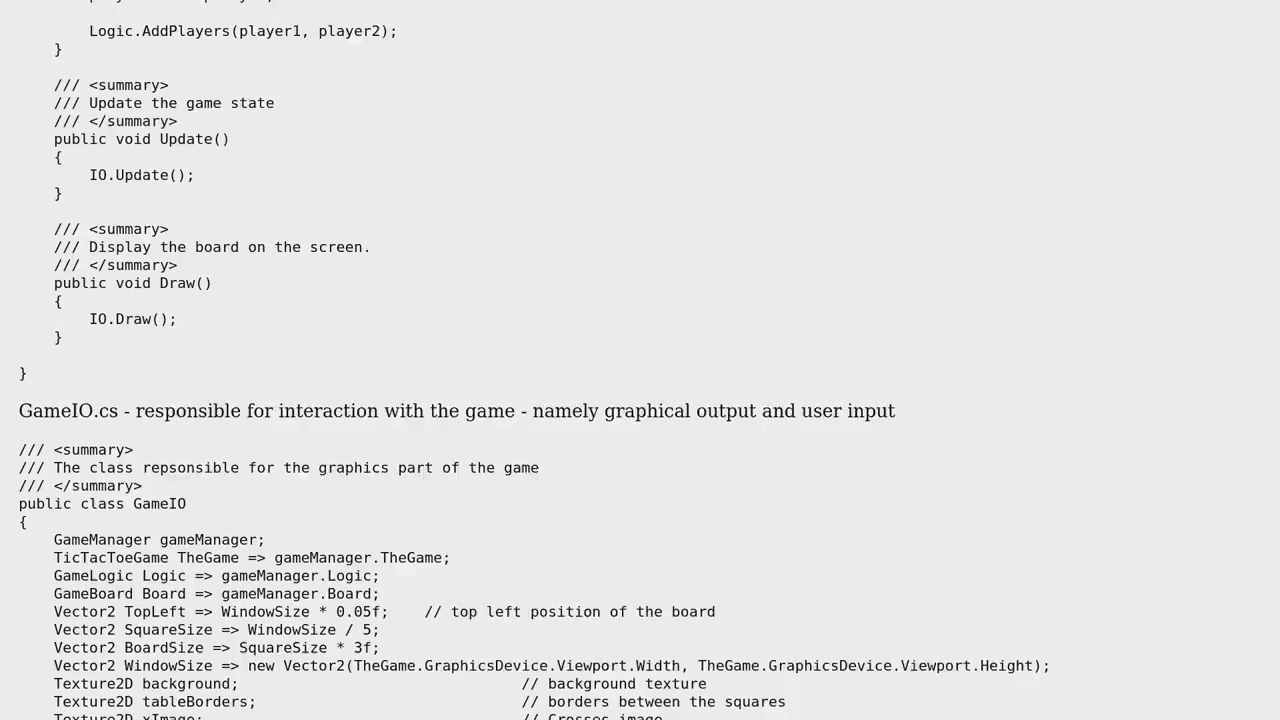 Logic.AddPlayers(player1, player2);
}
/// <summary>
/// Update the game state
/// </summary>
public void Update()
{
IO.Update();
}
/// <summary>
/// Display the board on the screen.
/// </summary>
public void Draw()
{
IO.Draw();
}
}
GameIO.cs - responsible for interaction with the game - namely graphical output and user input
/// <summary>
/// The class repsonsible for the graphics part of the game
/// </summary>
public class GameIO
{
GameManager gameManager;
TicTacToeGame TheGame => gameManager.TheGame;
GameLogic Logic => gameManager.Logic;
GameBoard Board => gameManager.Board;
Vector2 TopLeft => WindowSize * 0.05f;    // top left position of the board
Vector2 SquareSize => WindowSize / 5;
Vector2 BoardSize => SquareSize * 3f;
Vector2 WindowSize => new Vector2(TheGame.GraphicsDevice.Viewport.Width, TheGame.GraphicsDevice.Viewport.Height);
Texture2D background;                                // background texture
Texture2D tableBorders;                              // borders between the squares
Texture2D xImage;                                    // Crosses image